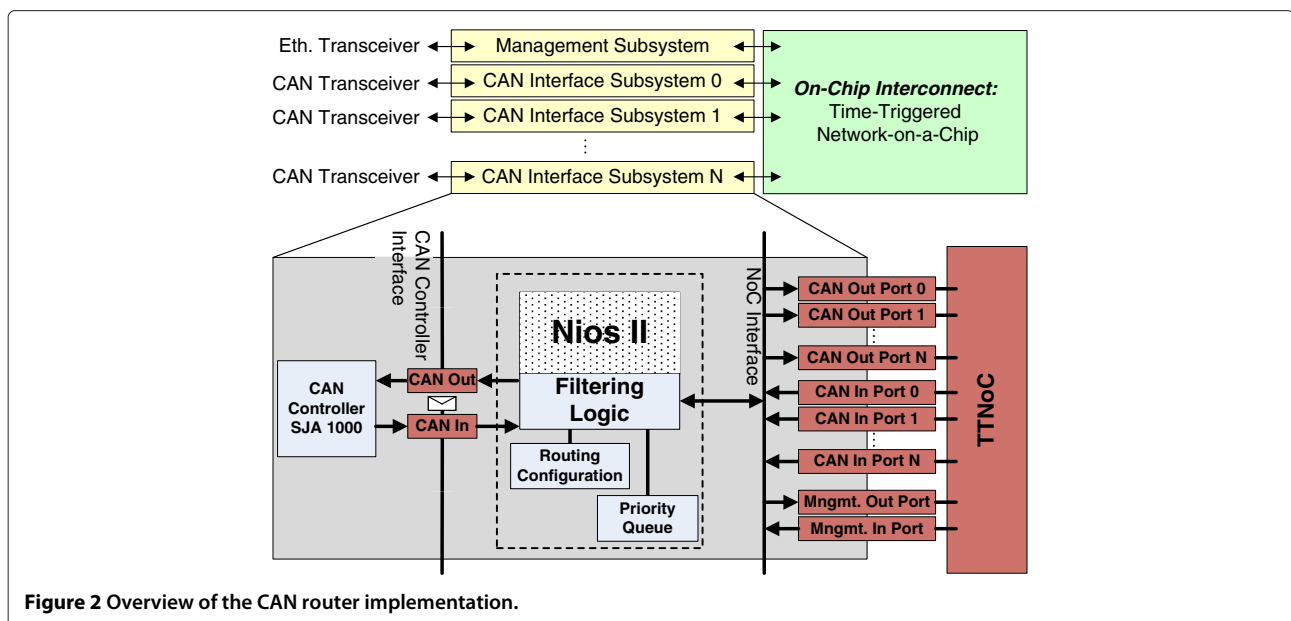 Eth. Transceiver
Management Subsystem
CAN Transceiver
CAN Interface Subsystem 0
CAN Transceiver
CAN Interface Subsystem 1
CAN Transceiver
CAN Interface Subsystem N
On-Chip Interconnect:
Time-Triggered
Network-on-a-Chip
CAN Controller
Interface
CAN
Controller
SJA 1000
CAN Out
CAN In
Nios II
Filtering
Logic
Routing
Configuration
Priority
Queue
NoC Interface
CAN Out Port 0
CAN Out Port 1
CAN Out Port N
CAN In Port 0
CAN In Port 1
CAN In Port N
Mngmt. Out Port
Mngmt. In Port
TTNoC
Figure 2 Overview of the CAN router implementation.